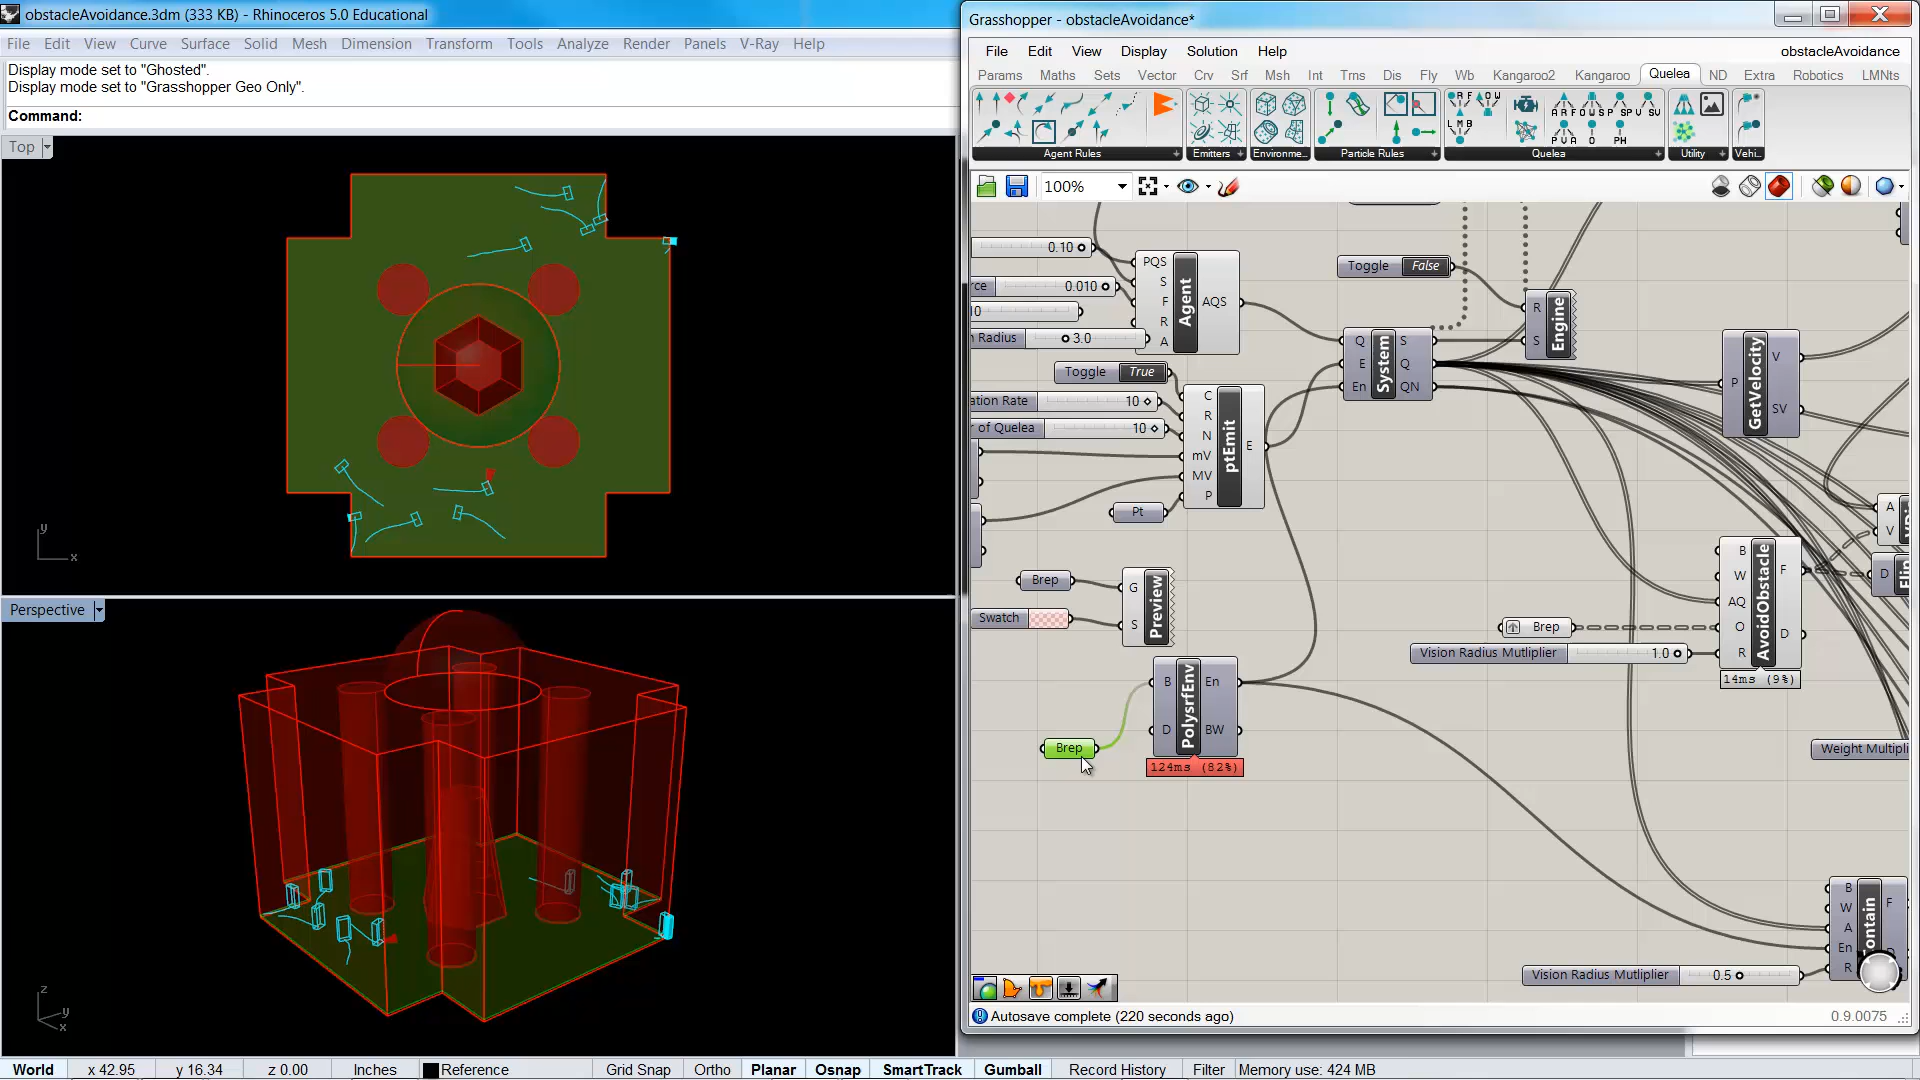 obstacleAvoidance.3dm (333 KB) - Rhinoceros 5.0 Educational
File Edit View Curve Surface Solid Mesh Dimension Transform Tools Analyze Render Panels V-Ray Help
Display mode set to "Ghosted".
Display mode set to "Grasshopper Geo Only".
Command:
Top
y
x
Perspective
z
y
x
World x 42.95 y 16.34 z 0.00 Inches Reference Grid Snap Ortho Planar Osnap SmartTrack Gumball Record History Filter Memory use: 424 MB
Grasshopper - obstacleAvoidance*
File Edit View Display Solution Help obstacleAvoidance
Params Maths Sets Vector Crv Srf Msh Int Trns Dis Fly Wb Kangaroo2 Kangaroo Quelea ND Extra Robotics LMNts
Agent Rules Emitters Environme... Particle Rules Quelea Utility Vehi...
100%
0.10
rce 0.010
10
n Radius 3.0
PQS S F R A Agent AQS
Toggle True
ation Rate 10
r of Quelea 10
C R N mV MV P ptEmit E
Pt
Brep
Swatch
G S Preview
Brep
B D PolysrfEnv En BW
124ms (82%)
Toggle False
Q E En System S Q QN
R S Engine
P GetVelocity V SV
A V
D
Brep
Vision Radius Mutliplier 1.0
B W AQ O R AvoidObstacle F D
14ms (9%)
Weight Multipli
B W A En R ontain F
Vision Radius Mutliplier 0.5
Autosave complete (220 seconds ago) 0.9.0075